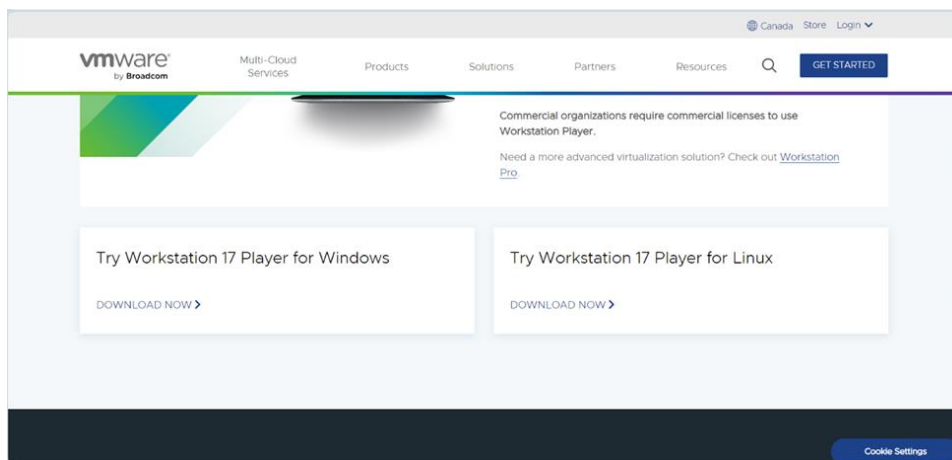 Canada Store Login
vmware®
by Broadcom
Multi-Cloud
Services
Products
Solutions
Partners
Resources
GET STARTED
Commercial organizations require commercial licenses to use
Workstation Player.
Need a more advanced virtualization solution? Check out Workstation
Pro.
Try Workstation 17 Player for Windows
DOWNLOAD NOW
Try Workstation 17 Player for Linux
DOWNLOAD NOW
Cookie Settings